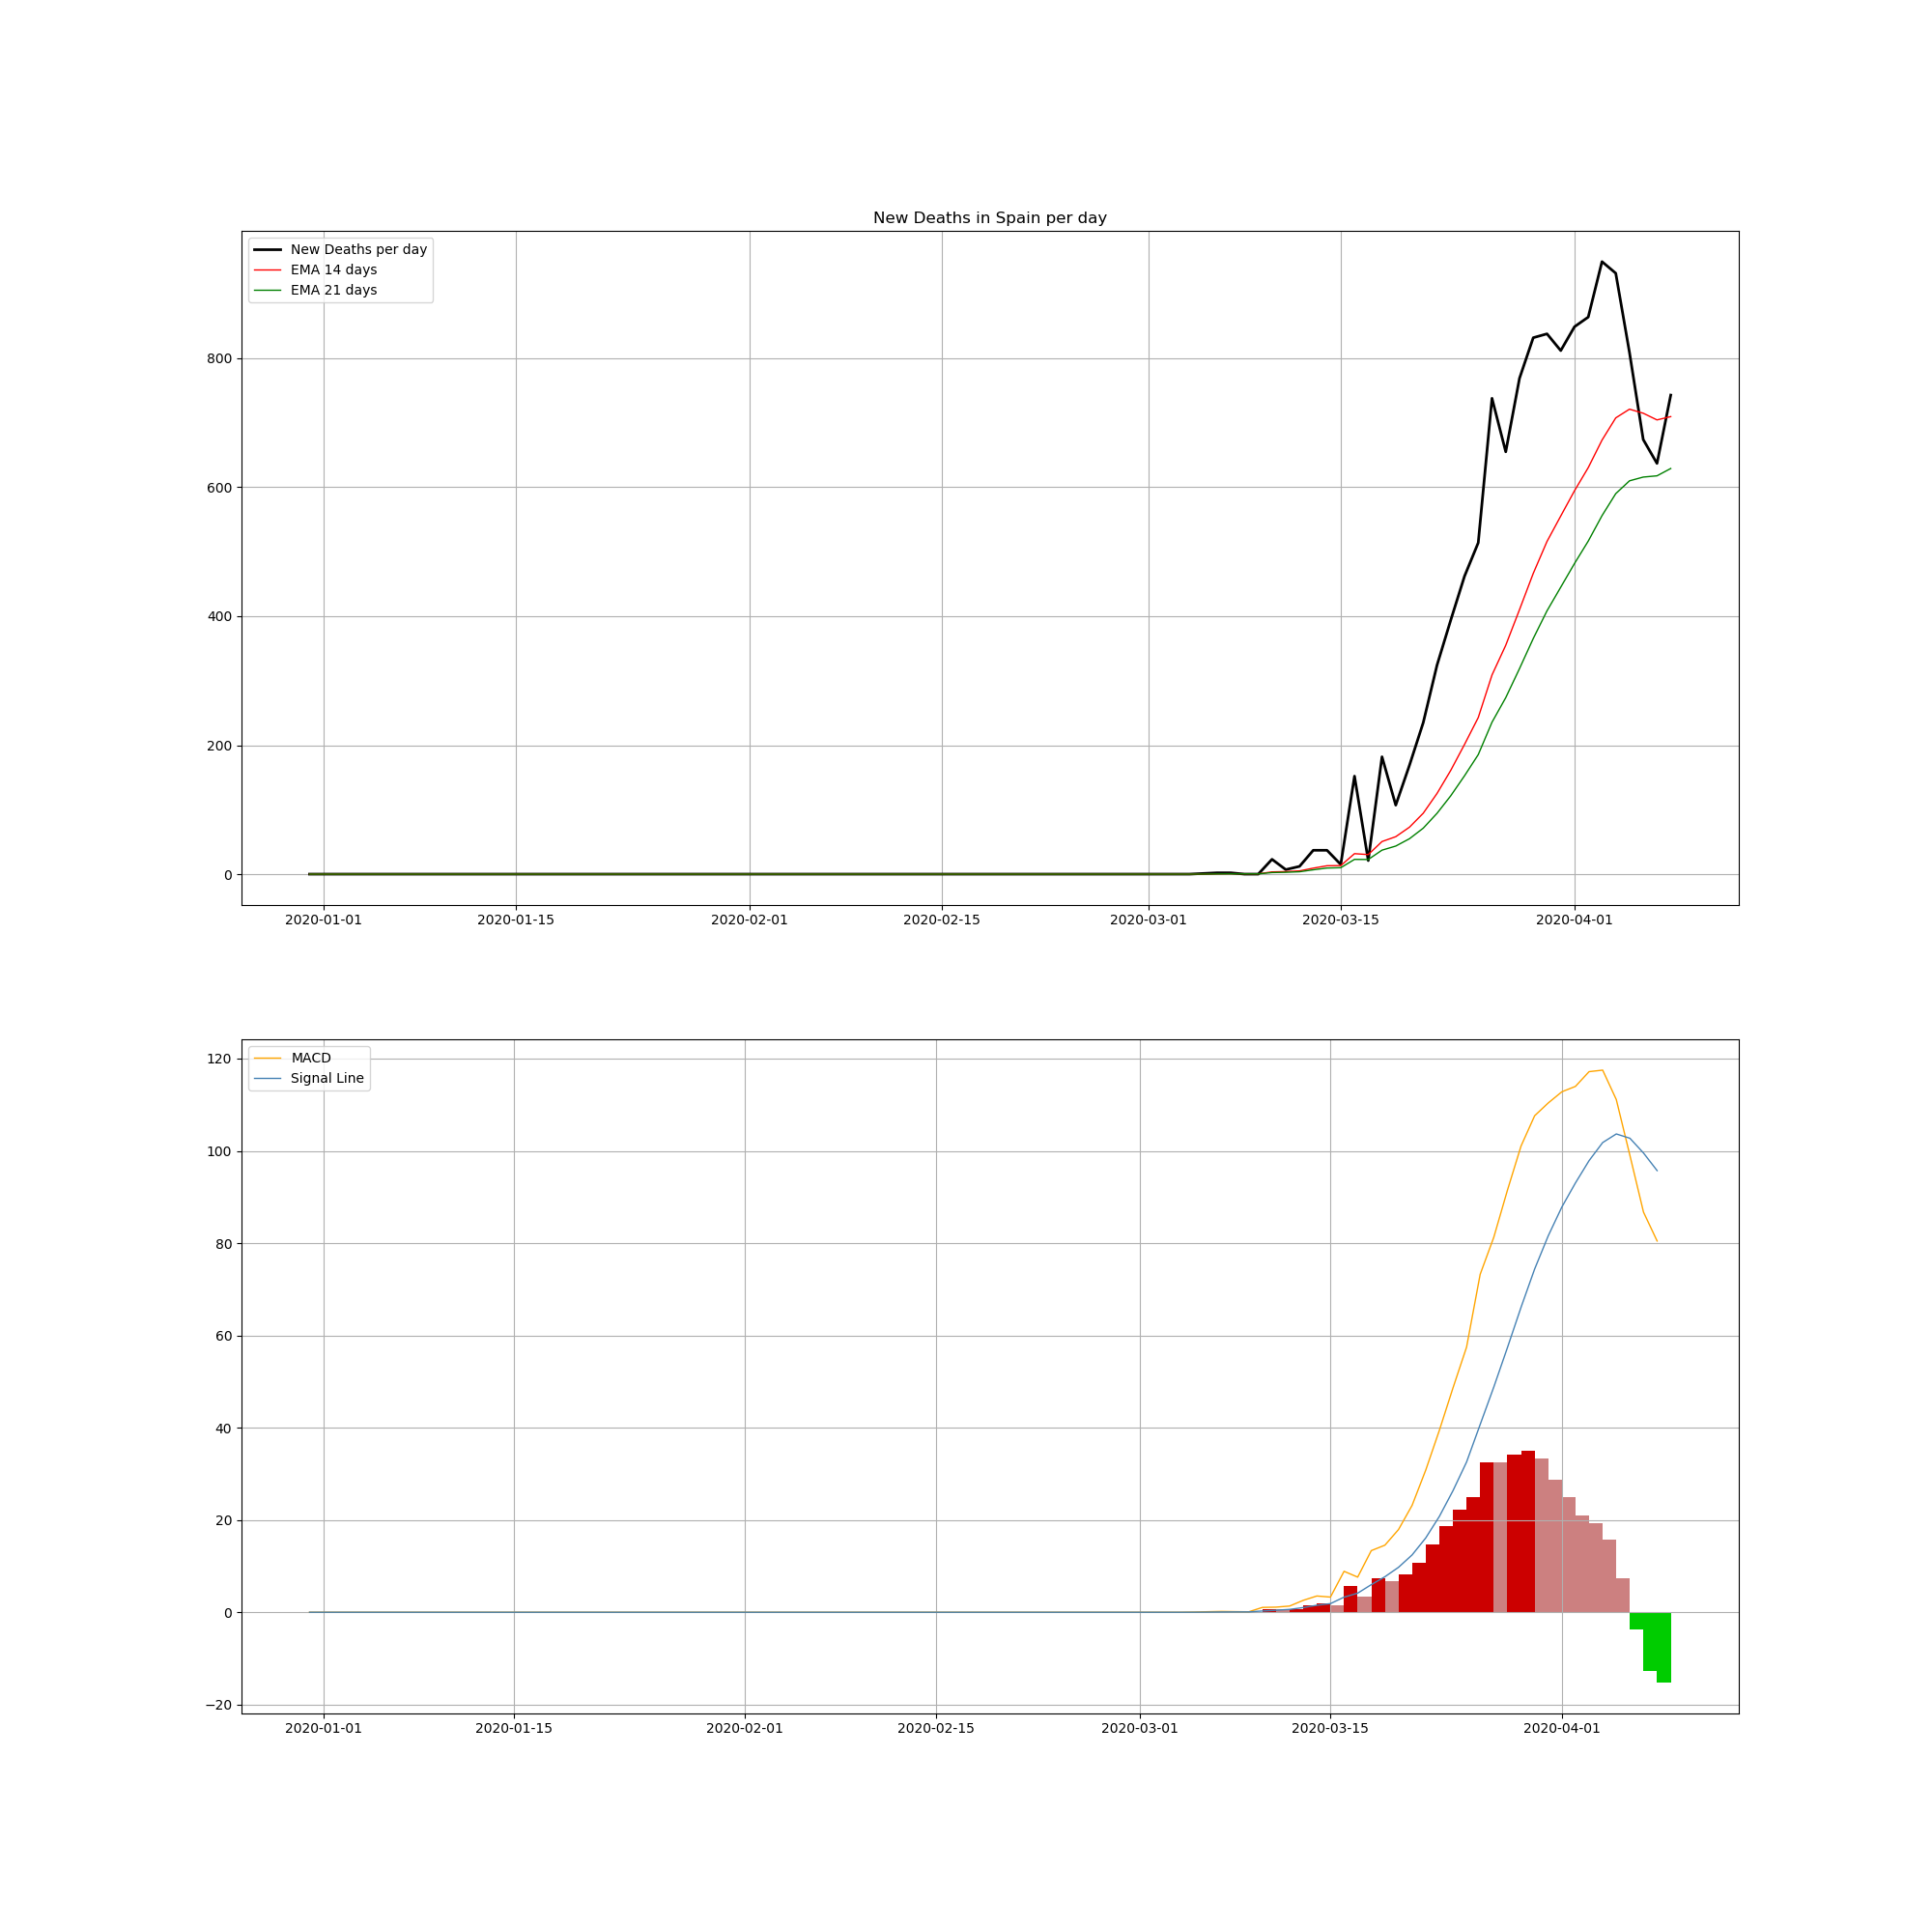 New Deaths in Spain per day
New Deaths per day
EMA 14 days
EMA 21 days
800
600
400
200
0
2020-01-01 2020-01-15 2020-02-01 2020-02-15 2020-03-01 2020-03-15 2020-04-01
MACD
Signal Line
120
100
80
60
40
20
0
−20
2020-01-01 2020-01-15 2020-02-01 2020-02-15 2020-03-01 2020-03-15 2020-04-01